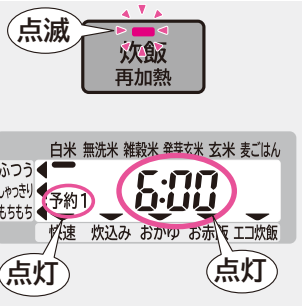 点滅
炊飯
再加熱
白米 無洗米 雑穀米 発芽玄米 玄米 麦ごはん
ふつう
しゃっきり
もちもち
予約1
6:00
快速 炊込み おかゆ お赤飯 エコ炊飯
点灯
点灯